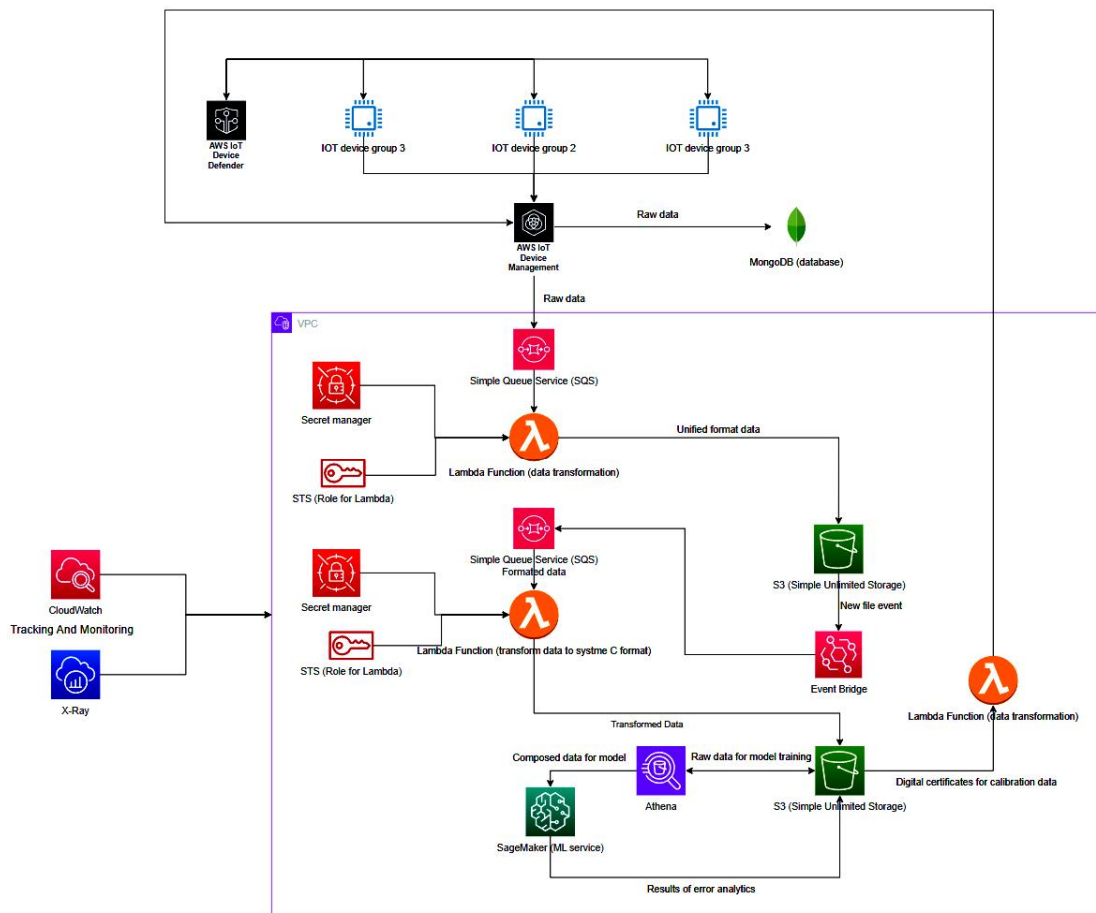 AWS IoT
Device
Defender
IOT device group 3
IOT device group 2
IOT device group 3
AWS IoT
Device
Management
Raw data
MongoDB (database)
Raw data
VPC
Simple Queue Service (SQS)
Secret manager
Unified format data
Lambda Function (data transformation)
STS (Role for Lambda)
Simple Queue Service (SQS)
Formated data
S3 (Simple Unlimited Storage)
New file event
CloudWatch
Tracking And Monitoring
X-Ray
Secret manager
Lambda Function (transform data to systme C format)
STS (Role for Lambda)
Event Bridge
Lambda Function (data transformation)
Transformed Data
Composed data for model
Raw data for model training
Athena
S3 (Simple Unlimited Storage)
Digital certificates for calibration data
SageMaker (ML service)
Results of error analytics